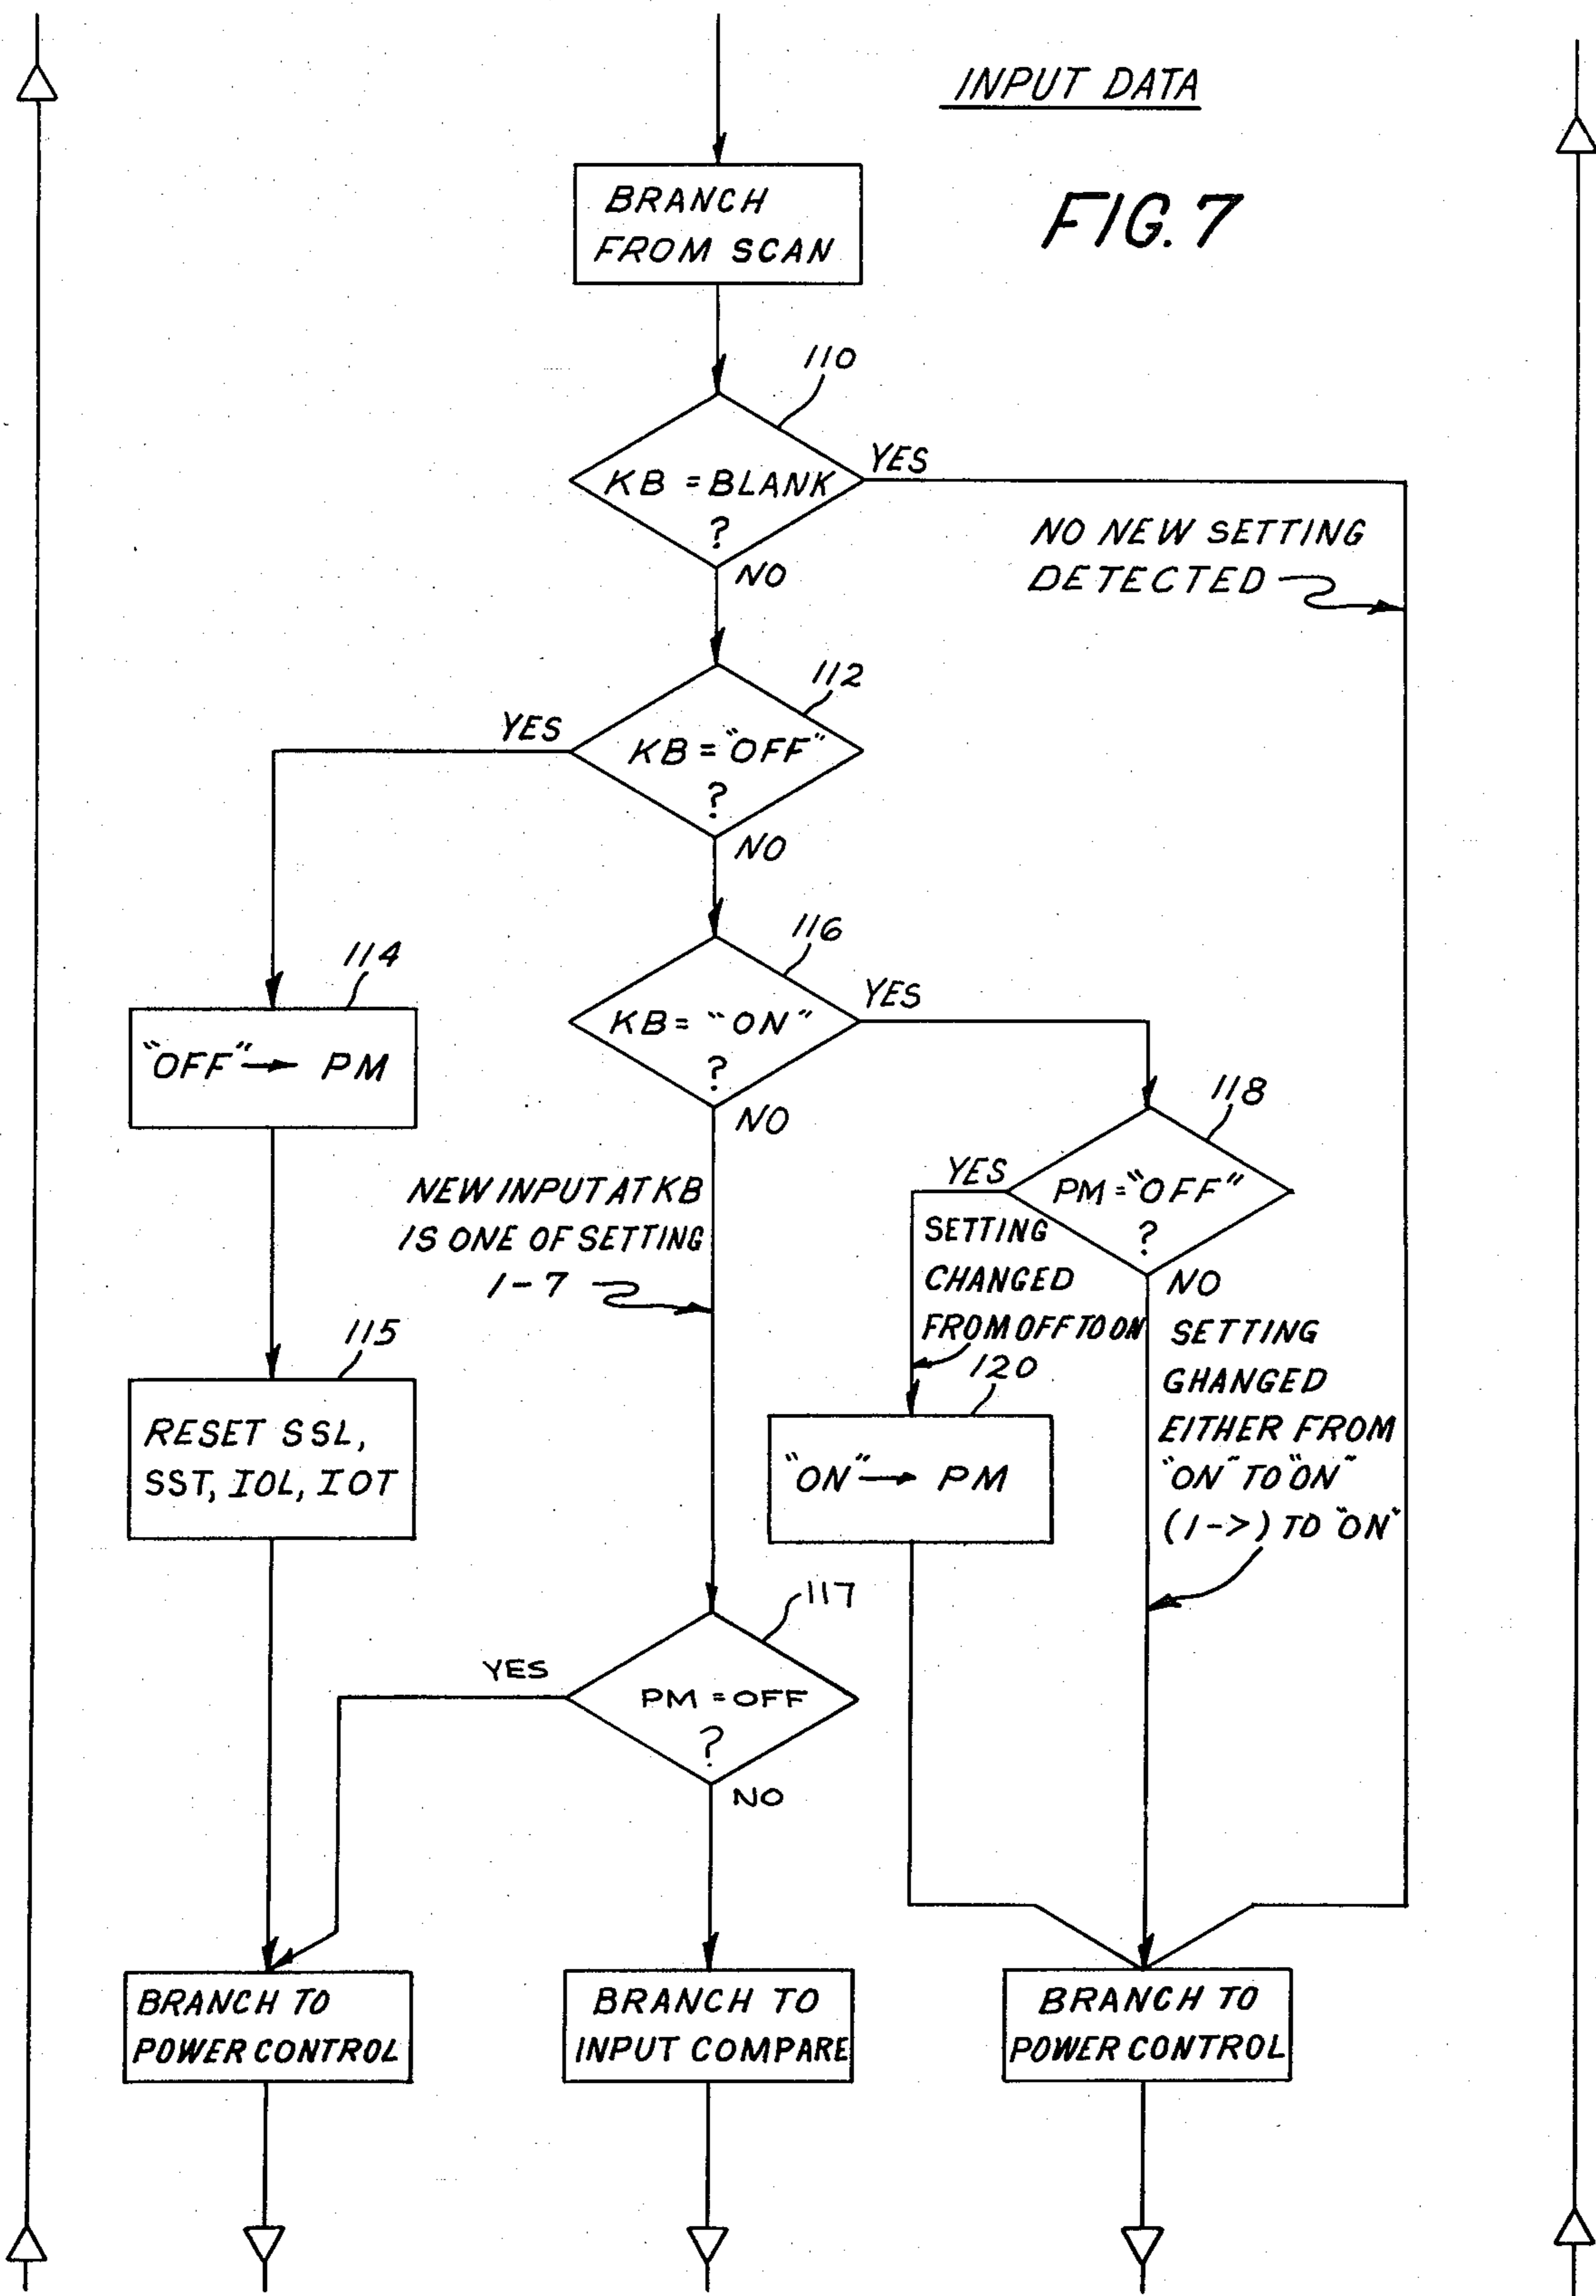 INPUT DATA
FIG. 7
BRANCH
FROM SCAN
110
KB = BLANK
?
YES
NO
NO NEW SETTING
DETECTED
112
YES
KB = "OFF"
?
NO
116
KB = "ON"
?
YES
NO
114
"OFF" → PM
118
PM = "OFF"
?
YES
NO
NEW INPUT AT KB
IS ONE OF SETTING
1-7
SETTING
CHANGED
FROM OFF TO ON
SETTING
GHANGED
EITHER FROM
"ON" TO "ON"
(1->) TO "ON"
115
RESET SSL,
SST, IOL, IOT
120
"ON" → PM
117
YES
PM = OFF
?
NO
BRANCH TO
POWER CONTROL
BRANCH TO
INPUT COMPARE
BRANCH TO
POWER CONTROL